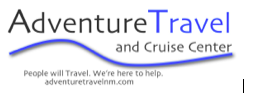 AdventureTravel
and Cruise Center
People will Travel. We're here to help.
adventuretravelnm.com